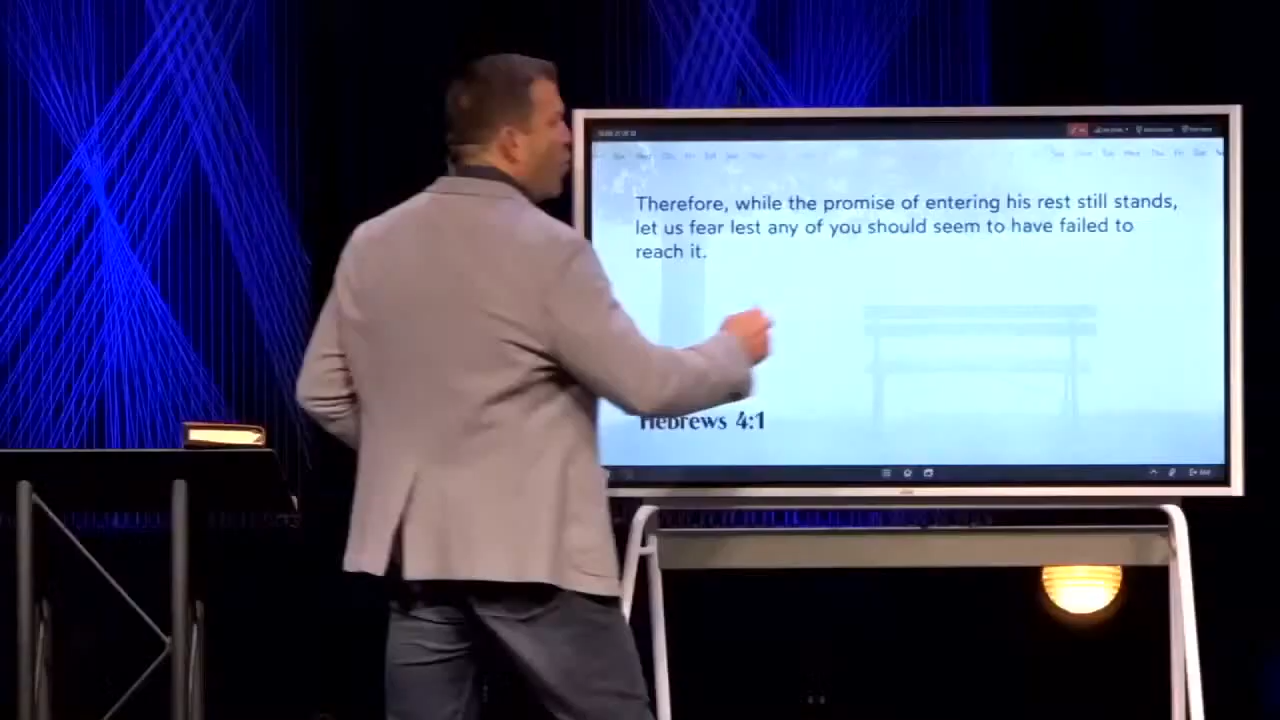 Therefore, while the promise of entering his rest still stands,
let us fear lest any of you should seem to have failed to
reach it.
Hebrews 4:1